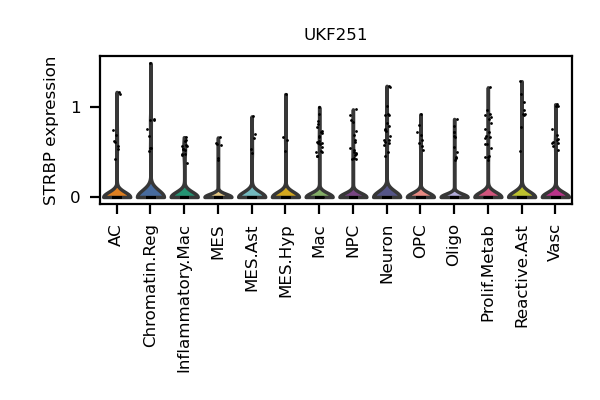 UKF251
STRBP expression
1
0
AC
Chromatin.Reg
Inflammatory.Mac
MES
MES.Ast
MES.Hyp
Mac
NPC
Neuron
OPC
Oligo
Prolif.Metab
Reactive.Ast
Vasc